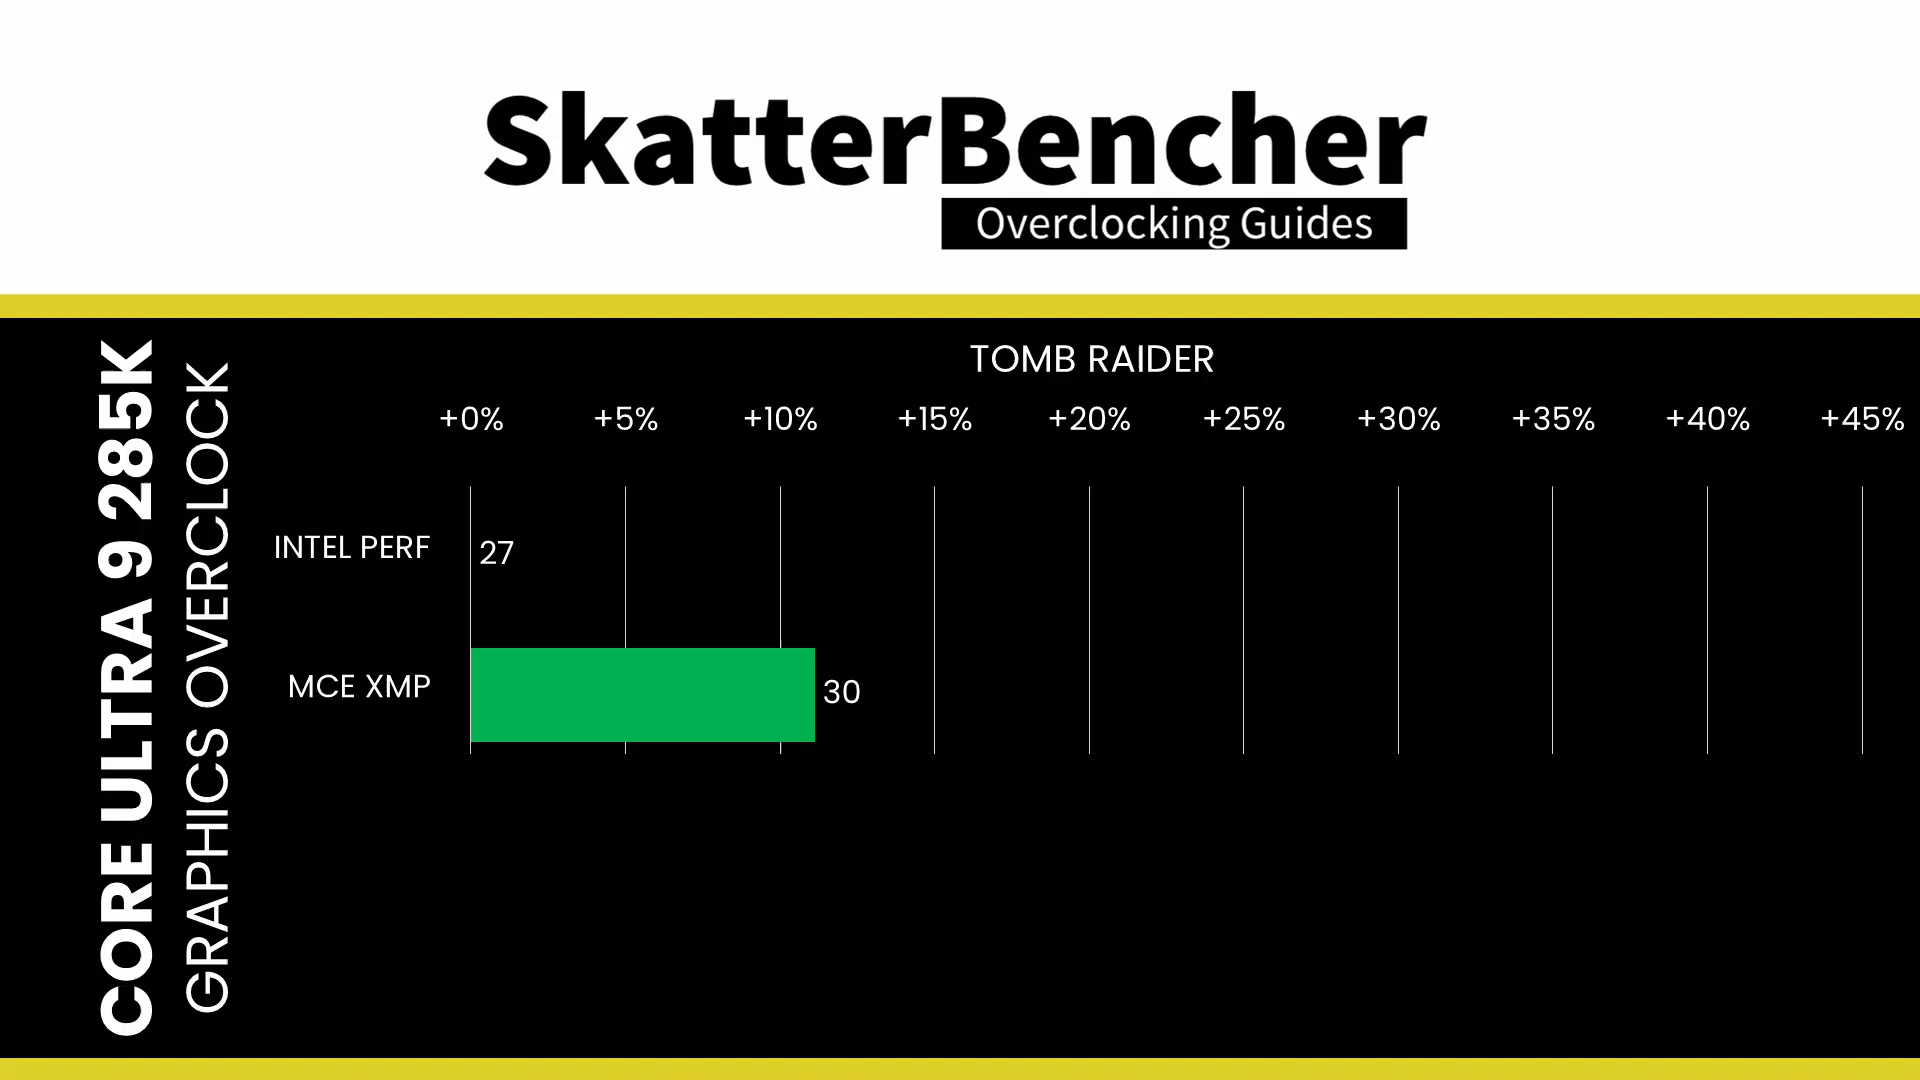 SkatterBencher
Overclocking Guides
CORE ULTRA 9 285K
GRAPHICS OVERCLOCK
TOMB RAIDER
+0% +5% +10% +15% +20% +25% +30% +35% +40% +45%
INTEL PERF 27
MCE XMP 30